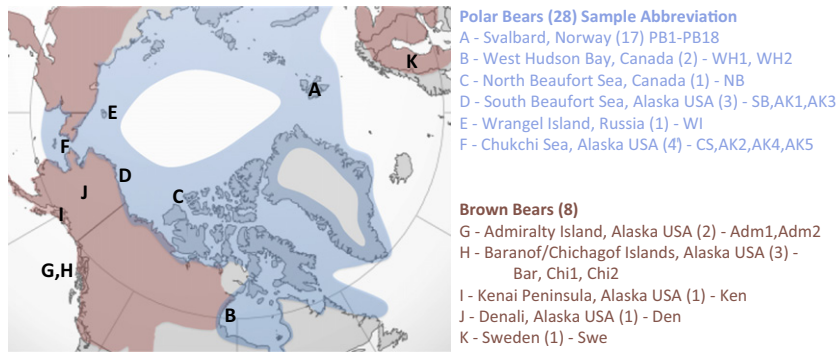 Polar Bears (28) Sample Abbreviation
A - Svalbard, Norway (17) PB1-PB18
B - West Hudson Bay, Canada (2) - WH1, WH2
C - North Beaufort Sea, Canada (1) - NB
D - South Beaufort Sea, Alaska USA (3) - SB,AK1,AK3
E - Wrangel Island, Russia (1) - WI
F - Chukchi Sea, Alaska USA (4) - CS,AK2,AK4,AK5
Brown Bears (8)
G - Admiralty Island, Alaska USA (2) - Adm1,Adm2
H - Baranof/Chichagof Islands, Alaska USA (3) -
Bar, Chi1, Chi2
I - Kenai Peninsula, Alaska USA (1) - Ken
J - Denali, Alaska USA (1) - Den
K - Sweden (1) - Swe
K
A
E
F
D
J
C
I
G,H
B